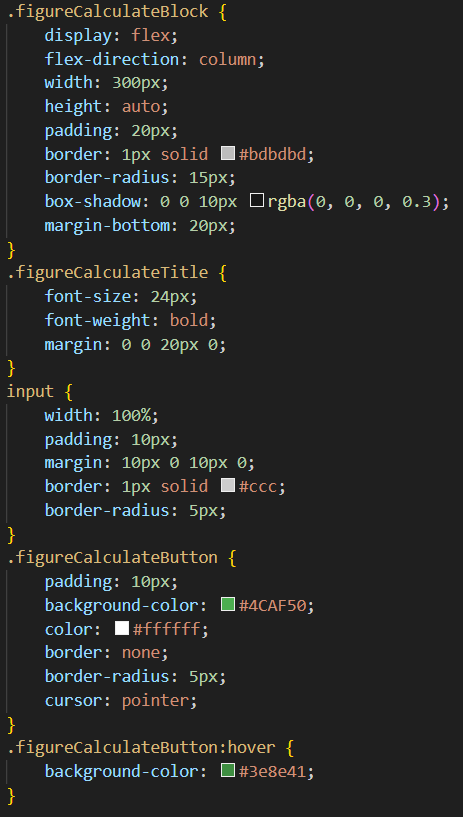 .figureCalculateBlock {
    display: flex;
    flex-direction: column;
    width: 300px;
    height: auto;
    padding: 20px;
    border: 1px solid #bdbdbd;
    border-radius: 15px;
    box-shadow: 0 0 10px rgba(0, 0, 0, 0.3);
    margin-bottom: 20px;
}
.figureCalculateTitle {
    font-size: 24px;
    font-weight: bold;
    margin: 0 0 20px 0;
}
input {
    width: 100%;
    padding: 10px;
    margin: 10px 0 10px 0;
    border: 1px solid #ccc;
    border-radius: 5px;
}
.figureCalculateButton {
    padding: 10px;
    background-color: #4CAF50;
    color: #ffffff;
    border: none;
    border-radius: 5px;
    cursor: pointer;
}
.figureCalculateButton:hover {
    background-color: #3e8e41;
}